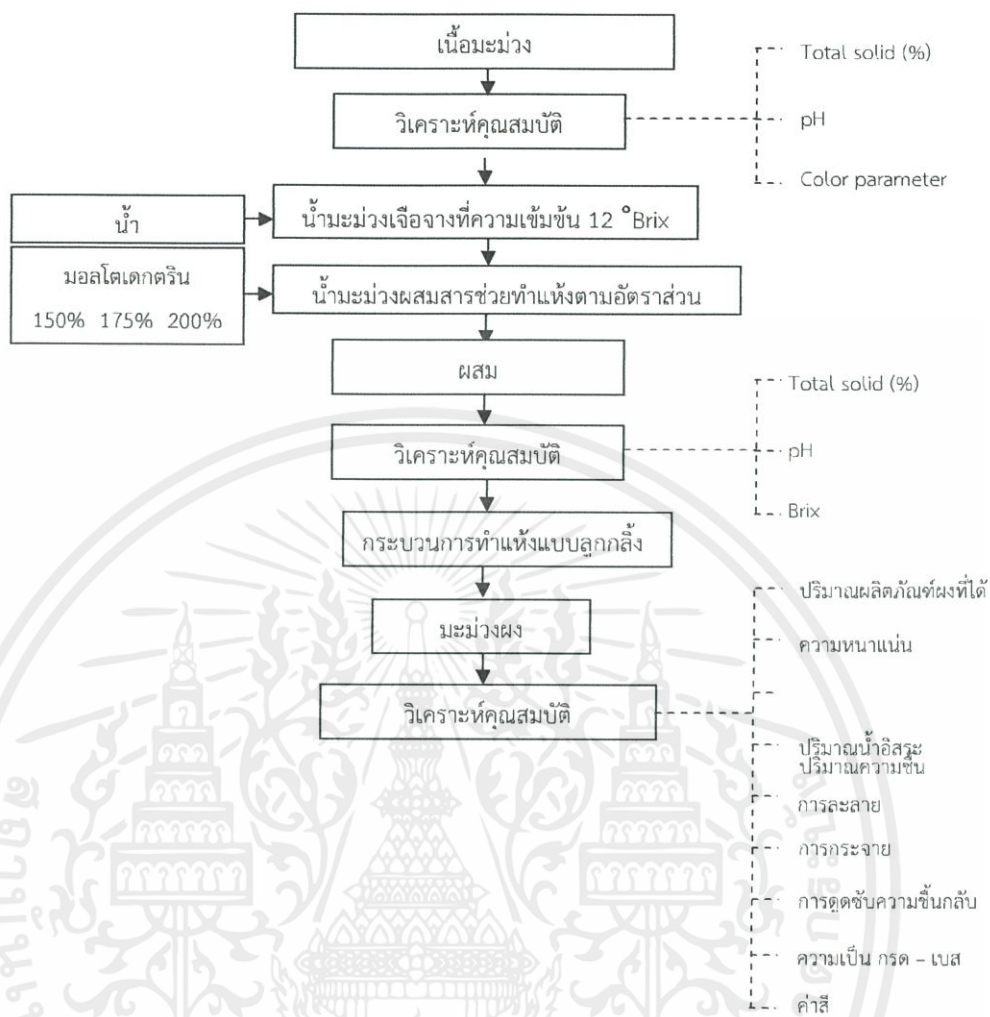 เนื้อมะม่วง
Total solid (%)
วิเคราะห์คุณสมบัติ
pH
Color parameter
น้ำ
น้ำมะม่วงเจือจางที่ความเข้มข้น 12 °Brix
มอลโตเดกตริน
150% 175% 200%
น้ำมะม่วงผสมสารช่วยทำแห้งตามอัตราส่วน
ผสม
Total solid (%)
วิเคราะห์คุณสมบัติ
pH
Brix
กระบวนการทำแห้งแบบลูกกลิ้ง
ปริมาณผลิตภัณฑ์ผงที่ได้
มะม่วงผง
ความหนาแน่น
วิเคราะห์คุณสมบัติ
ปริมาณน้ำอิสระ
ปริมาณความชื้น
การละลาย
การกระจาย
การดูดซับความชื้นกลับ
ความเป็น กรด – เบส
ค่าสี